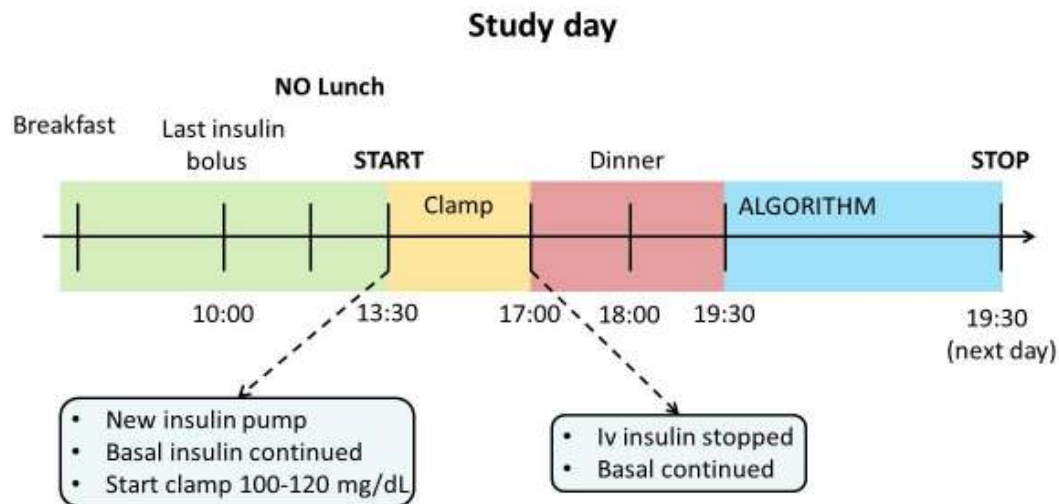 Study day
NO Lunch
Breakfast
Last insulin
bolus
START
Dinner
STOP
Clamp
ALGORITHM
10:00
13:30
17:00
18:00
19:30
19:30
(next day)
• New insulin pump
• Basal insulin continued
• Start clamp 100-120 mg/dL
• Iv insulin stopped
• Basal continued